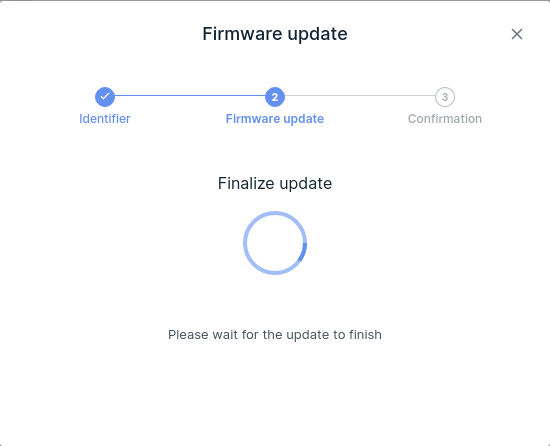 Firmware update
2
3
Identifier
Firmware update
Confirmation
Finalize update
Please wait for the update to finish